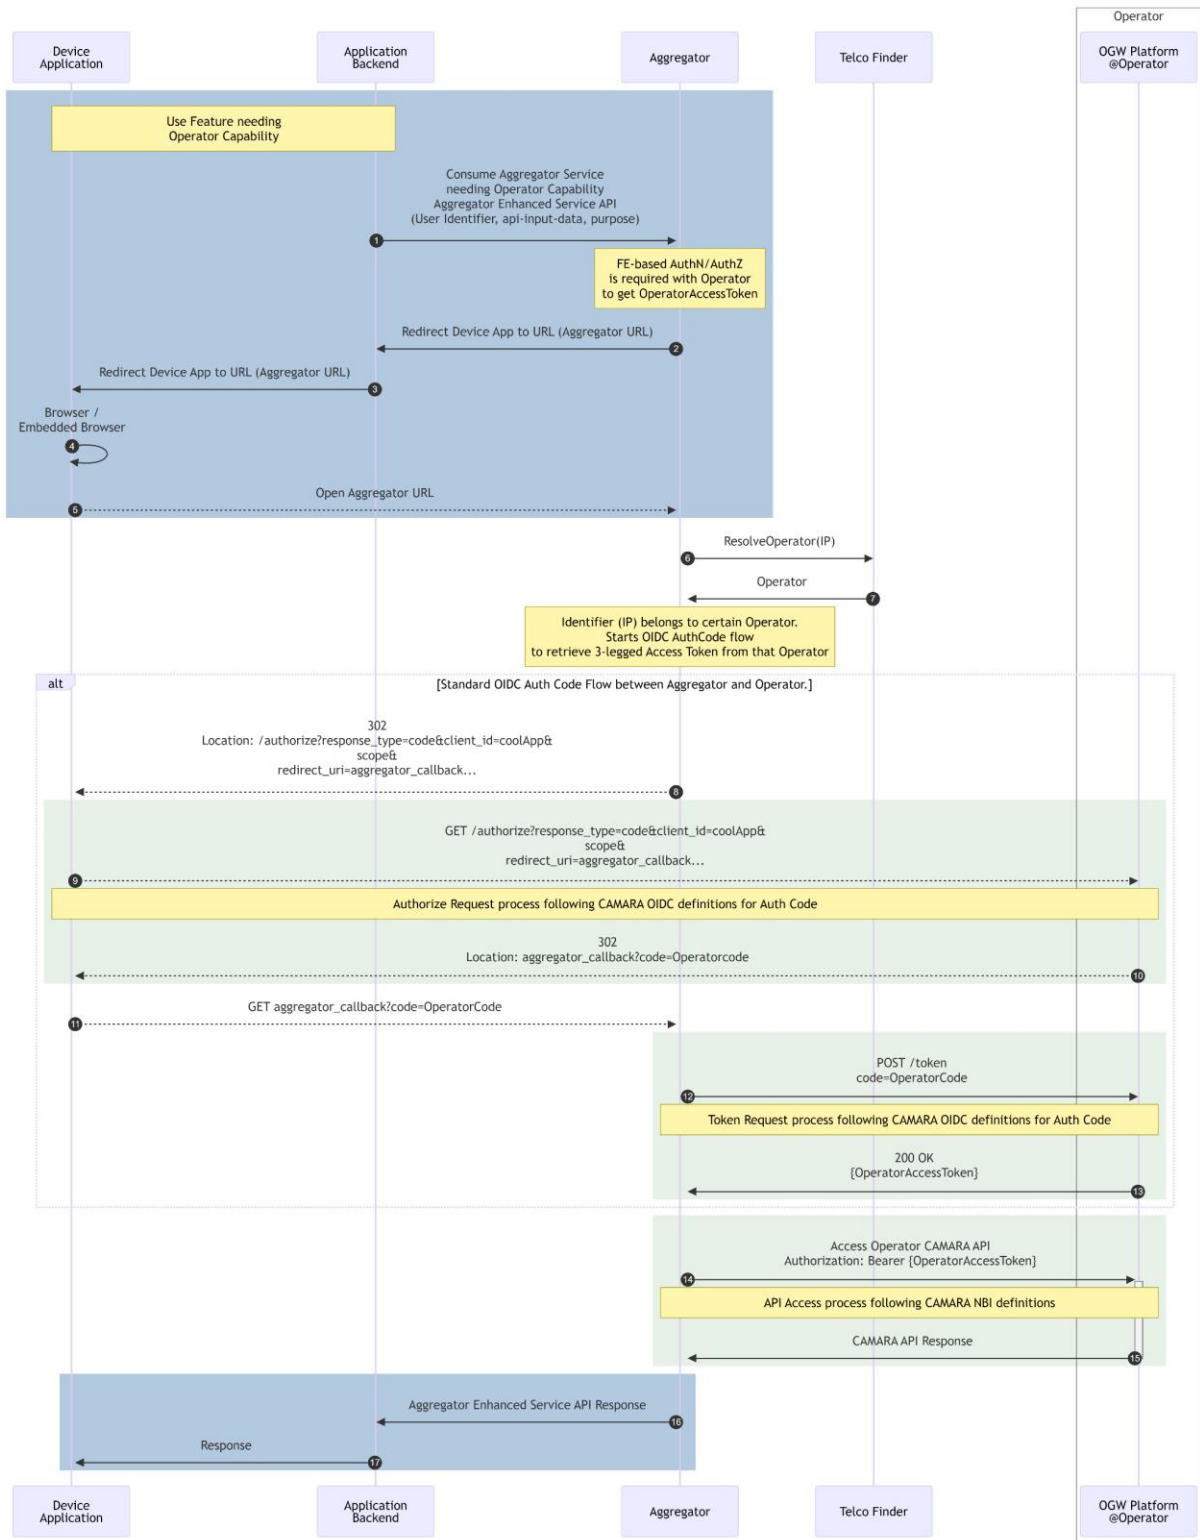 Operator
Device
Application
Application
Backend
Aggregator
Telco Finder
OGW Platform
@Operator
Use Feature needing
Operator Capability
Consume Aggregator Service
needing Operator Capability
Aggregator Enhanced Service API
(User Identifier, api-input-data, purpose)
1
FE-based AuthN/AuthZ
is required with Operator
to get OperatorAccessToken
Redirect Device App to URL (Aggregator URL)
2
Redirect Device App to URL (Aggregator URL)
3
Browser /
Embedded Browser
4
Open Aggregator URL
5
ResolveOperator(IP)
6
Operator
7
Identifier (IP) belongs to certain Operator.
Starts OIDC AuthCode flow
to retrieve 3-legged Access Token from that Operator
alt
[Standard OIDC Auth Code Flow between Aggregator and Operator.]
302
Location: /authorize?response_type=code&client_id=coolApp&
scope&
redirect_uri=aggregator_callback...
8
GET /authorize?response_type=code&client_id=coolApp&
scope&
redirect_uri=aggregator_callback...
9
Authorize Request process following CAMARA OIDC definitions for Auth Code
302
Location: aggregator_callback?code=Operatorcode
10
GET aggregator_callback?code=OperatorCode
11
POST /token
code=OperatorCode
12
Token Request process following CAMARA OIDC definitions for Auth Code
200 OK
{OperatorAccessToken}
13
Access Operator CAMARA API
Authorization: Bearer {OperatorAccessToken}
14
API Access process following CAMARA NBI definitions
CAMARA API Response
15
Aggregator Enhanced Service API Response
16
Response
17
Device
Application
Application
Backend
Aggregator
Telco Finder
OGW Platform
@Operator